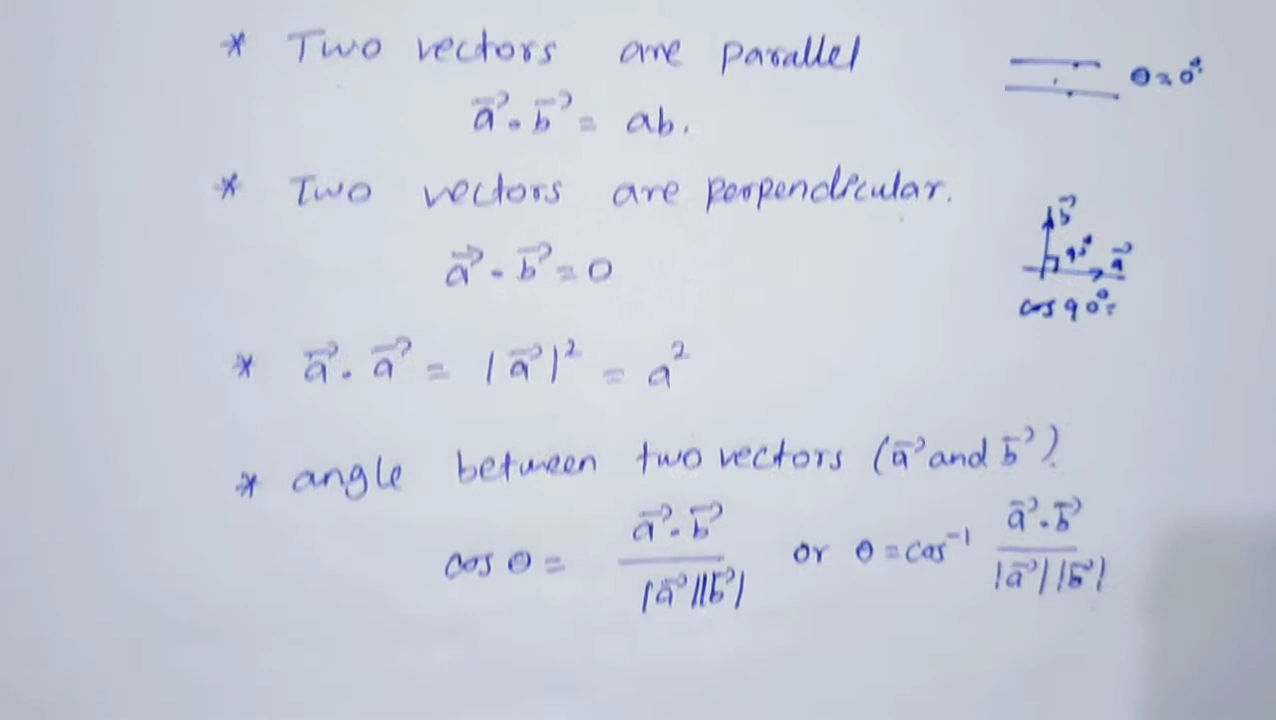 * Two vectors are parallel
θ = 0°
a⃗ . b⃗ = ab.
* Two vectors are perpendicular.
b⃗
90°
a⃗
a⃗ . b⃗ = 0
cos 90° =
* a⃗ . a⃗ = |a⃗|² = a²
* angle between two vectors (a⃗ and b⃗).
cos θ = a⃗ . b⃗ / |a⃗||b⃗| or θ = cos⁻¹ a⃗ . b⃗ / |a⃗||b⃗|